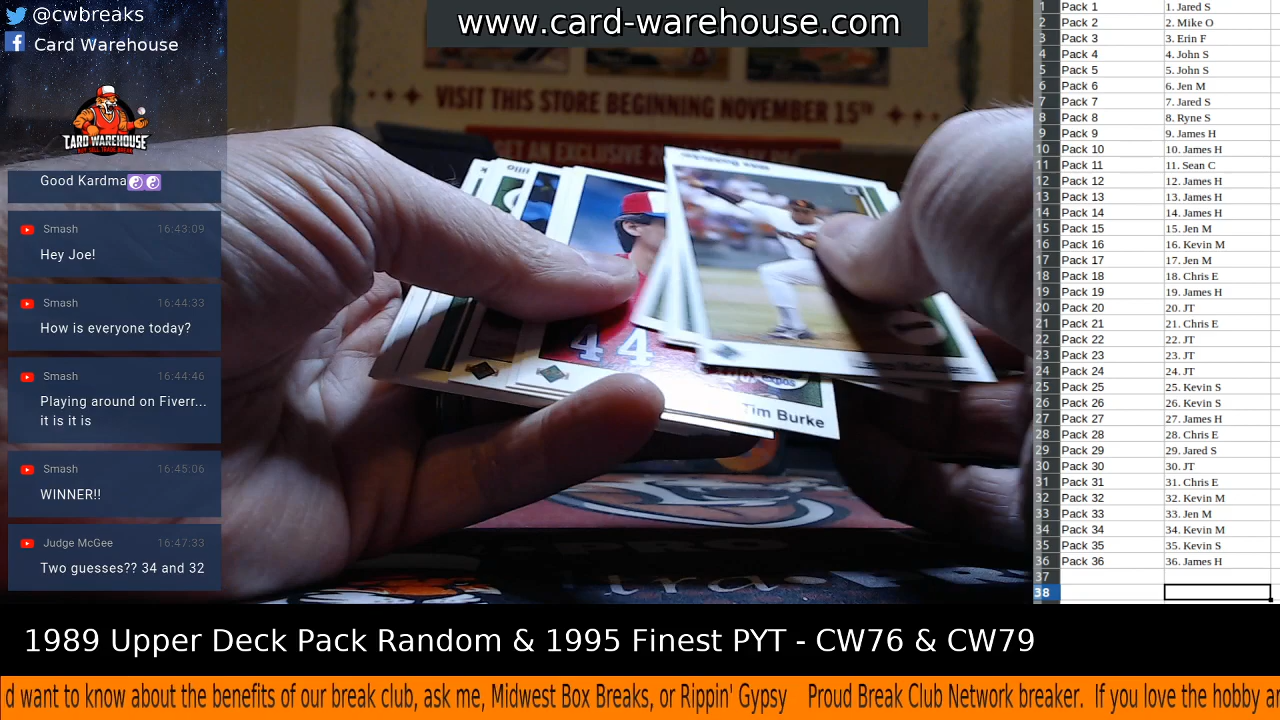 @cwbreaks
Card Warehouse
CARD WAREHOUSE
BUY SELL TRADE BREAK
Good Kardma☯️☯️
Smash 16:43:09
Hey Joe!
Smash 16:44:33
How is everyone today?
Smash 16:44:46
Playing around on Fiverr...
it is it is
Smash 16:45:06
WINNER!!
Judge McGee 16:47:33
Two guesses?? 34 and 32
www.card-warehouse.com
VISIT THIS STORE BEGINNING NOVEMBER 15TH
44
expos
Tim Burke
1 Pack 1 1. Jared S
2 Pack 2 2. Mike O
3 Pack 3 3. Erin F
4 Pack 4 4. John S
5 Pack 5 5. John S
6 Pack 6 6. Jen M
7 Pack 7 7. Jared S
8 Pack 8 8. Ryne S
9 Pack 9 9. James H
10 Pack 10 10. James H
11 Pack 11 11. Sean C
12 Pack 12 12. James H
13 Pack 13 13. James H
14 Pack 14 14. James H
15 Pack 15 15. Jen M
16 Pack 16 16. Kevin M
17 Pack 17 17. Jen M
18 Pack 18 18. Chris E
19 Pack 19 19. James H
20 Pack 20 20. JT
21 Pack 21 21. Chris E
22 Pack 22 22. JT
23 Pack 23 23. JT
24 Pack 24 24. JT
25 Pack 25 25. Kevin S
26 Pack 26 26. Kevin S
27 Pack 27 27. James H
28 Pack 28 28. Chris E
29 Pack 29 29. Jared S
30 Pack 30 30. JT
31 Pack 31 31. Chris E
32 Pack 32 32. Kevin M
33 Pack 33 33. Jen M
34 Pack 34 34. Kevin M
35 Pack 35 35. Kevin S
36 Pack 36 36. James H
37
38
1989 Upper Deck Pack Random & 1995 Finest PYT - CW76 & CW79
d want to know about the benefits of our break club, ask me, Midwest Box Breaks, or Rippin' Gypsy Proud Break Club Network breaker. If you love the hobby a